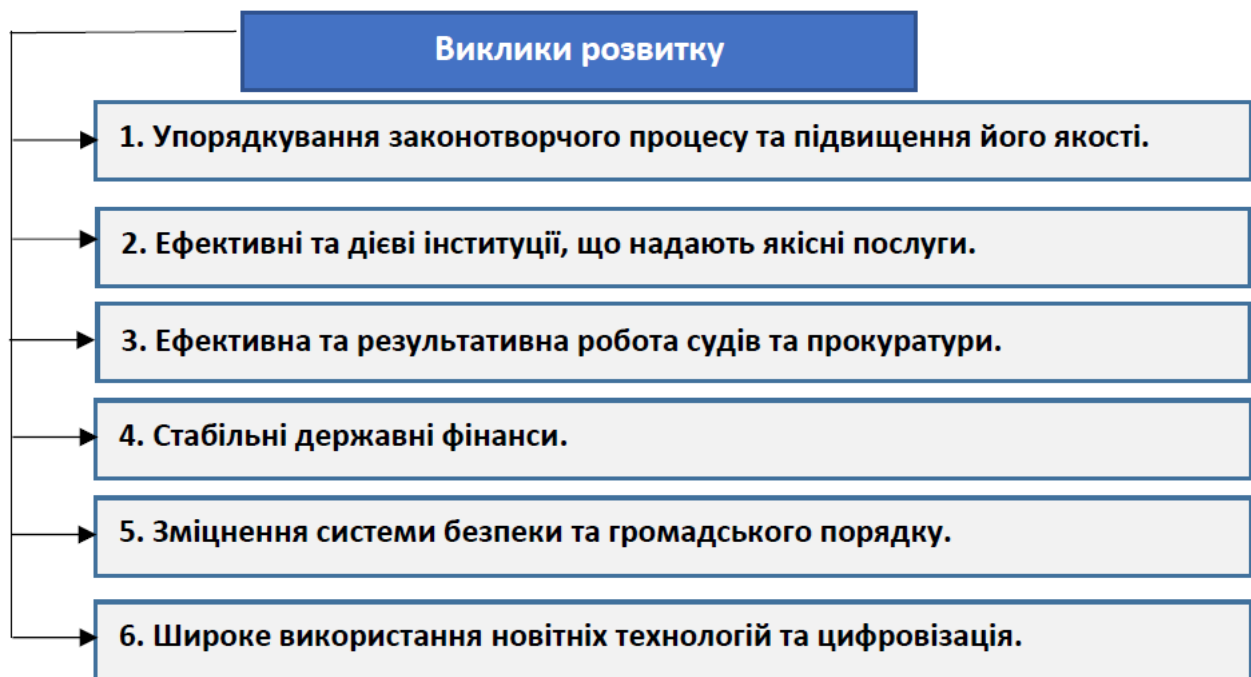 Виклики розвитку
1. Упорядкування законотворчого процесу та підвищення його якості.
2. Ефективні та дієві інституції, що надають якісні послуги.
3. Ефективна та результативна робота судів та прокуратури.
4. Стабільні державні фінанси.
5. Зміцнення системи безпеки та громадського порядку.
6. Широке використання новітніх технологій та цифровізація.